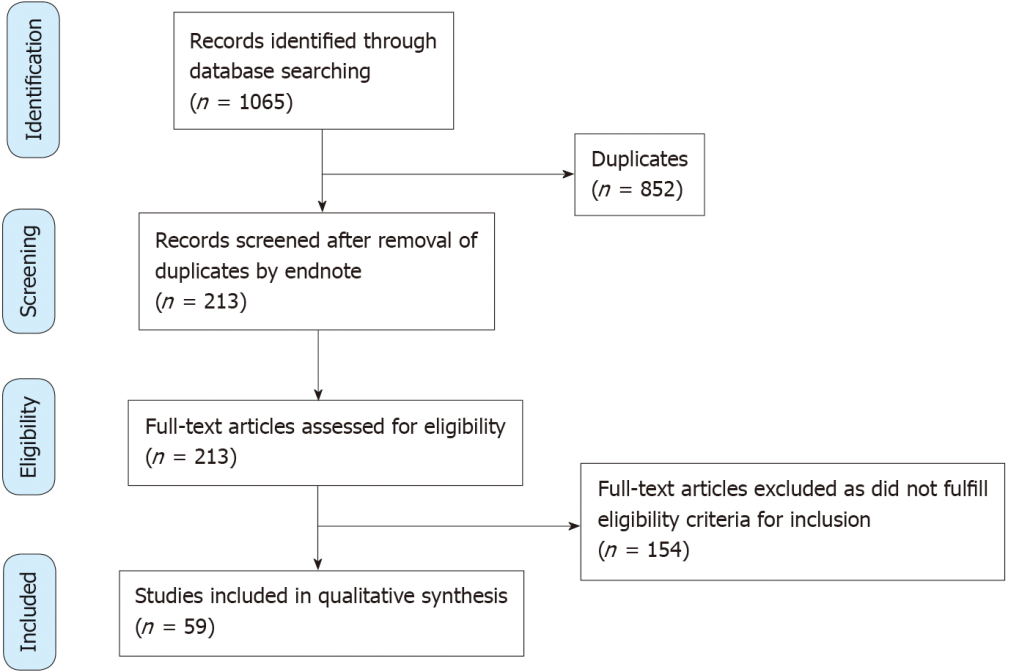 Identification
Records identified through
database searching
(n = 1065)
Duplicates
(n = 852)
Screening
Records screened after removal of
duplicates by endnote
(n = 213)
Eligibility
Full-text articles assessed for eligibility
(n = 213)
Full-text articles excluded as did not fulfill
eligibility criteria for inclusion
(n = 154)
Included
Studies included in qualitative synthesis
(n = 59)